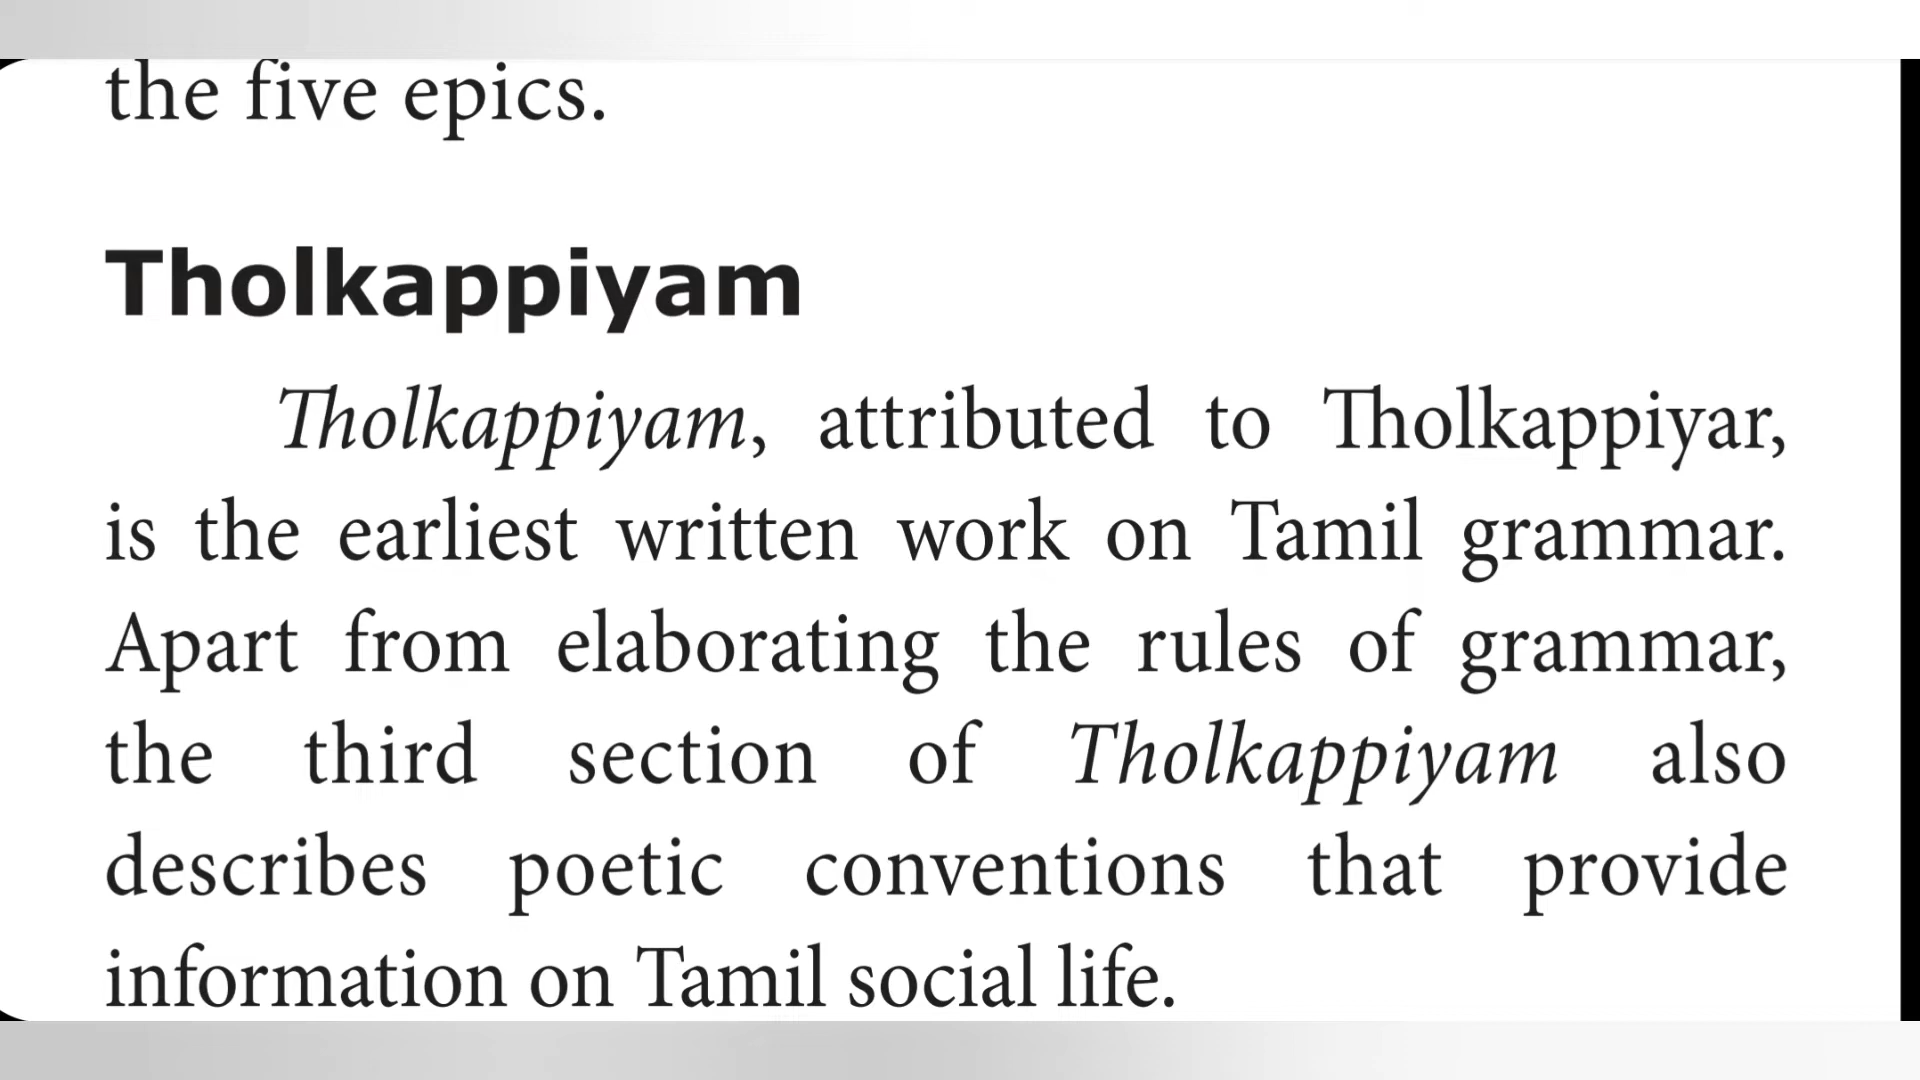 the five epics.
Tholkappiyam
Tholkappiyam, attributed to Tholkappiyar,
is the earliest written work on Tamil grammar.
Apart from elaborating the rules of grammar,
the third section of Tholkappiyam also
describes poetic conventions that provide
information on Tamil social life.